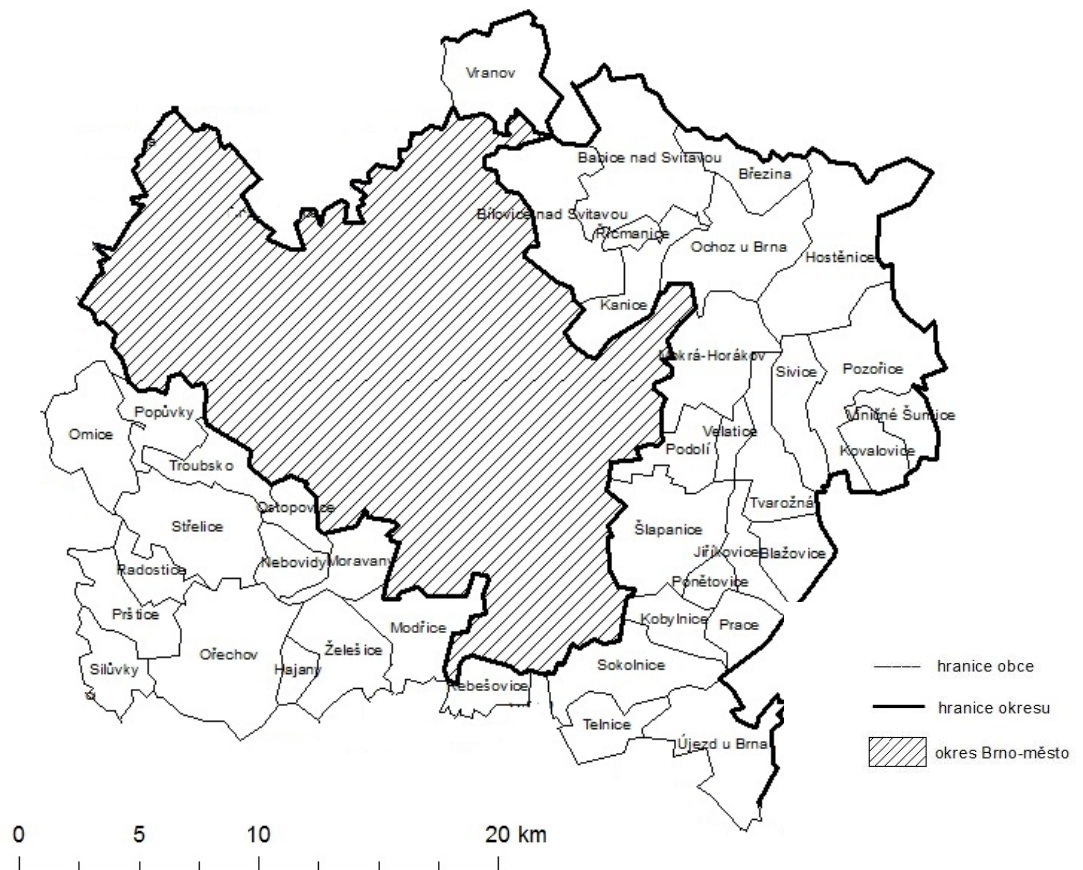 Vranov
Babice nad Svitavou
Březina
Bílovice nad Svitavou
Řícmanice
Ochoz u Brna
Hostěnice
Kanice
Mokrá-Horákov
Sivice
Pozořice
Popůvky
Viničné Šumice
Omice
Velatice
Podolí
Kovalovice
Troubsko
Tvarožná
Ostopovice
Střelice
Šlapanice
Nebovidy
Moravany
Jiříkovice
Blažovice
Radostice
Ponětovice
Prštice
Modřice
Kobylnice
Prace
Ořechov
Želešice
Silůvky
Hajany
Sokolnice
Rebešovice
Telnice
Újezd u Brna
hranice obce
hranice okresu
okres Brno-město
0 5 10 20 km